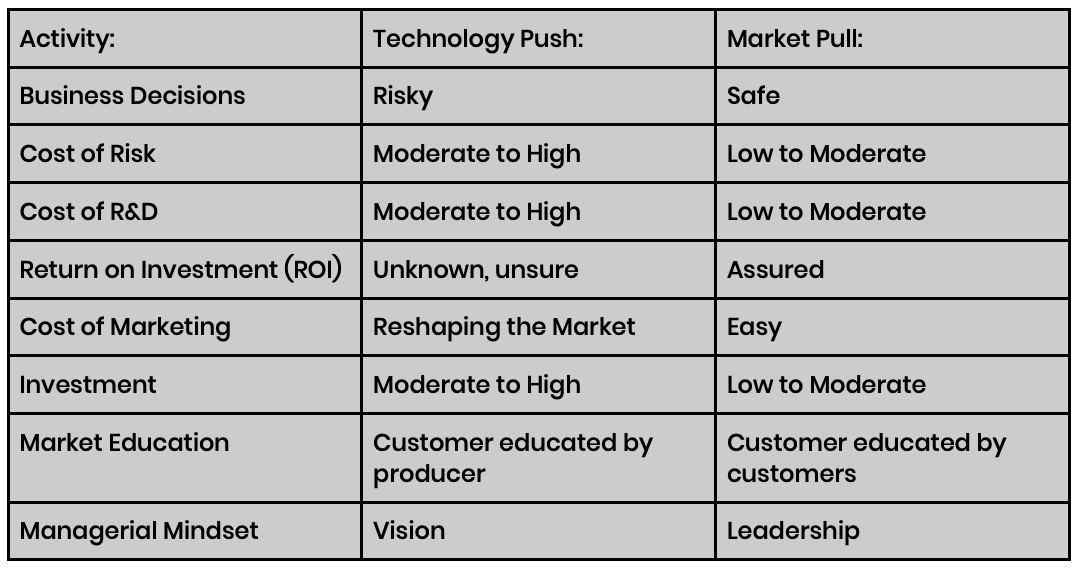 Activity:
Technology Push:
Market Pull:
Business Decisions
Risky
Safe
Cost of Risk
Moderate to High
Low to Moderate
Cost of R&D
Moderate to High
Low to Moderate
Return on Investment (ROI)
Unknown, unsure
Assured
Cost of Marketing
Reshaping the Market
Easy
Investment
Moderate to High
Low to Moderate
Market Education
Customer educated by
producer
Customer educated by
customers
Managerial Mindset
Vision
Leadership